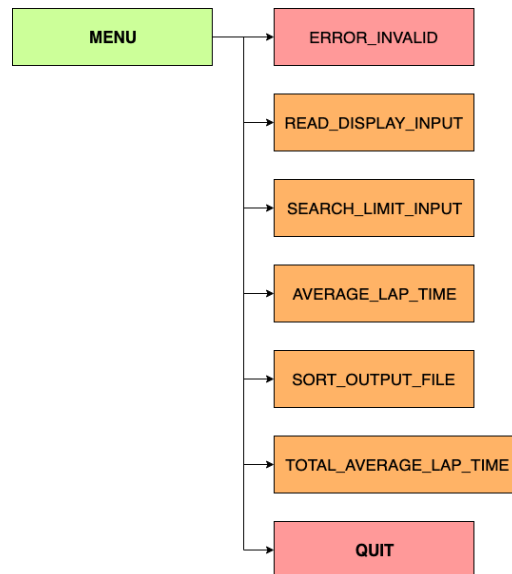 MENU
ERROR_INVALID
READ_DISPLAY_INPUT
SEARCH_LIMIT_INPUT
AVERAGE_LAP_TIME
SORT_OUTPUT_FILE
TOTAL_AVERAGE_LAP_TIME
QUIT